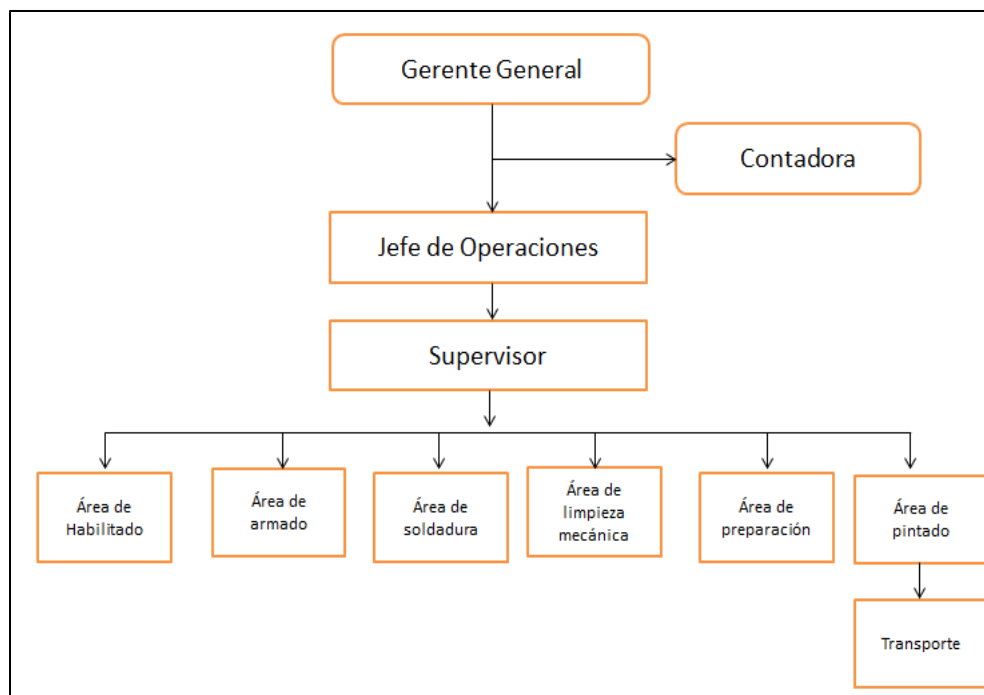 Gerente General
Contadora
Jefe de Operaciones
Supervisor
Área de
Habilitado
Área de
armado
Área de
soldadura
Área de
limpieza
mecánica
Área de
preparación
Área de
pintado
Transporte